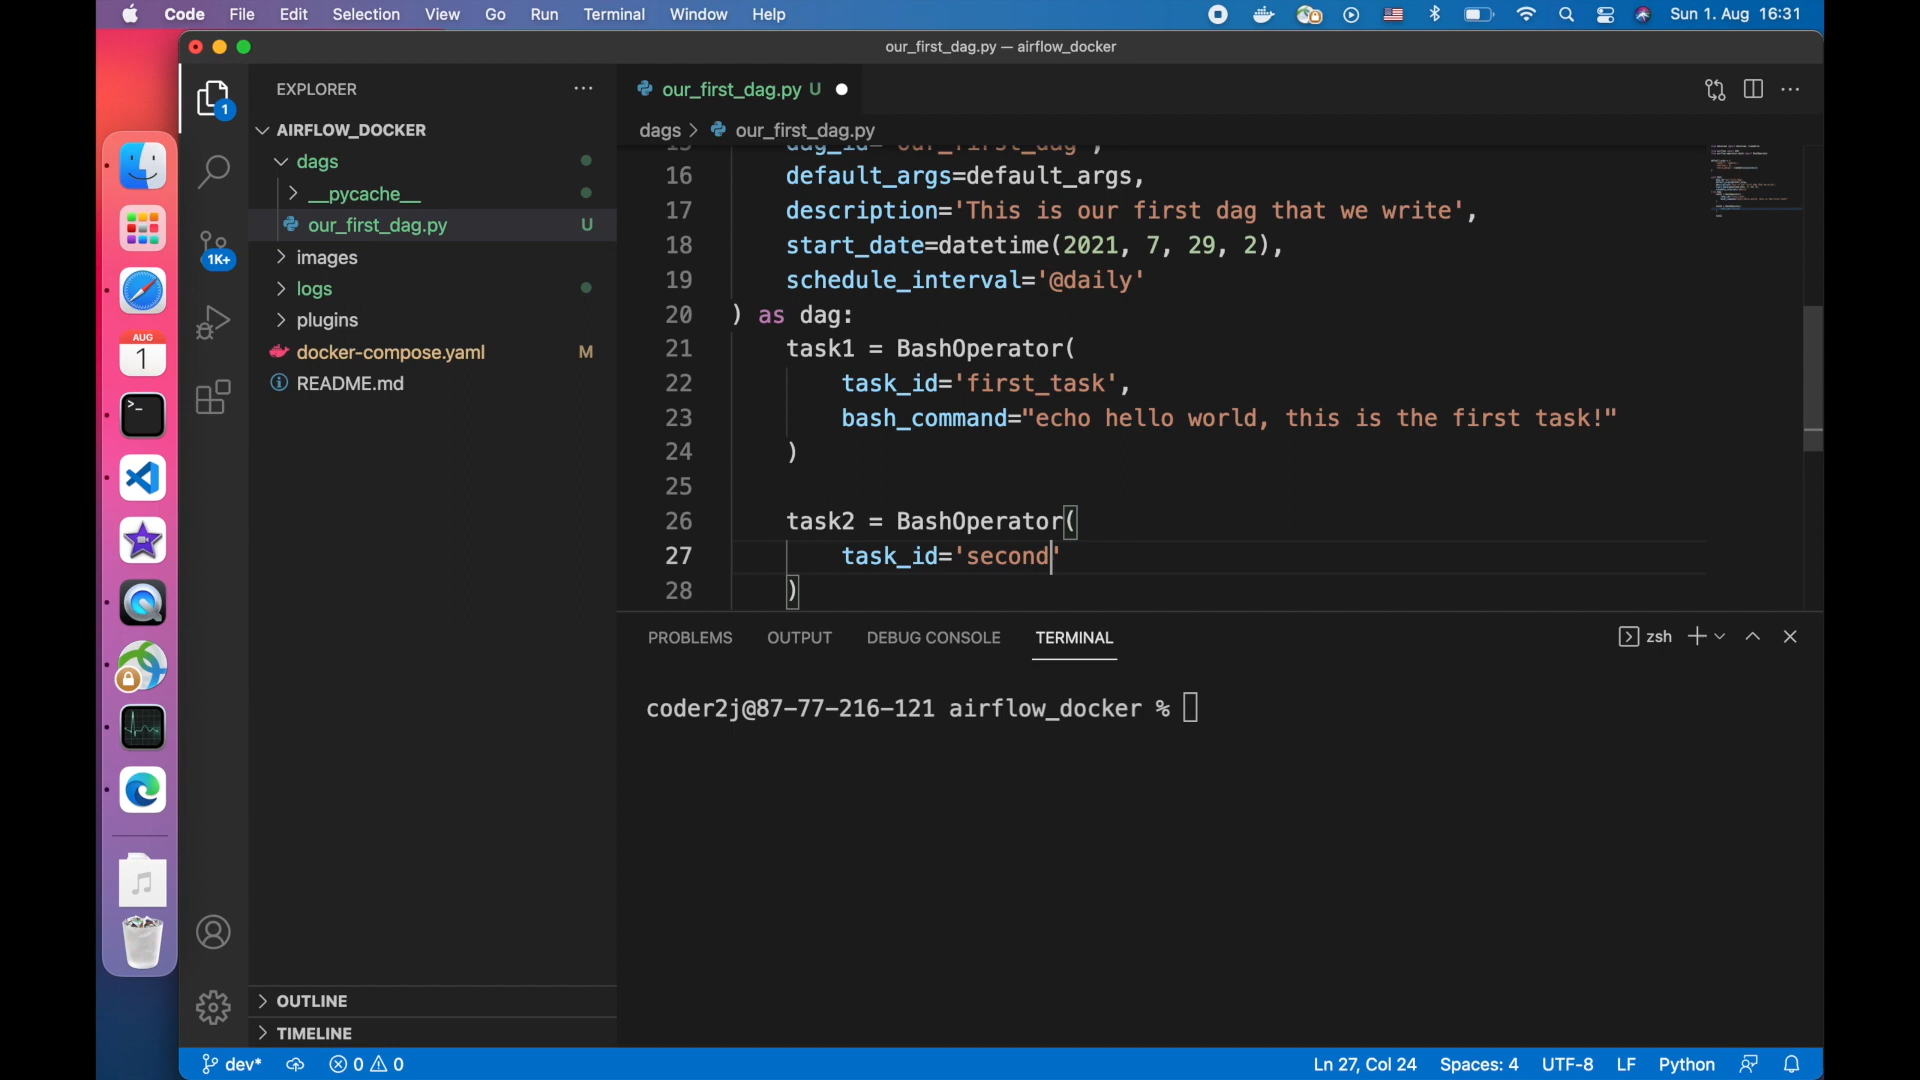 Code File Edit Selection View Go Run Terminal Window Help Sun 1. Aug 16:31
our_first_dag.py — airflow_docker
EXPLORER
AIRFLOW_DOCKER
dags
__pycache__
our_first_dag.py U
images
logs
plugins
docker-compose.yaml M
README.md
OUTLINE
TIMELINE
1
1K+
AUG
1
our_first_dag.py U
dags > our_first_dag.py
15 dag_id='our_first_dag',
16 default_args=default_args,
17 description='This is our first dag that we write',
18 start_date=datetime(2021, 7, 29, 2),
19 schedule_interval='@daily'
20 ) as dag:
21 task1 = BashOperator(
22 task_id='first_task',
23 bash_command="echo hello world, this is the first task!"
24 )
25
26 task2 = BashOperator(
27 task_id='second'
28 )
PROBLEMS OUTPUT DEBUG CONSOLE TERMINAL zsh
coder2j@87-77-216-121 airflow_docker %
dev* 0 0 Ln 27, Col 24 Spaces: 4 UTF-8 LF Python